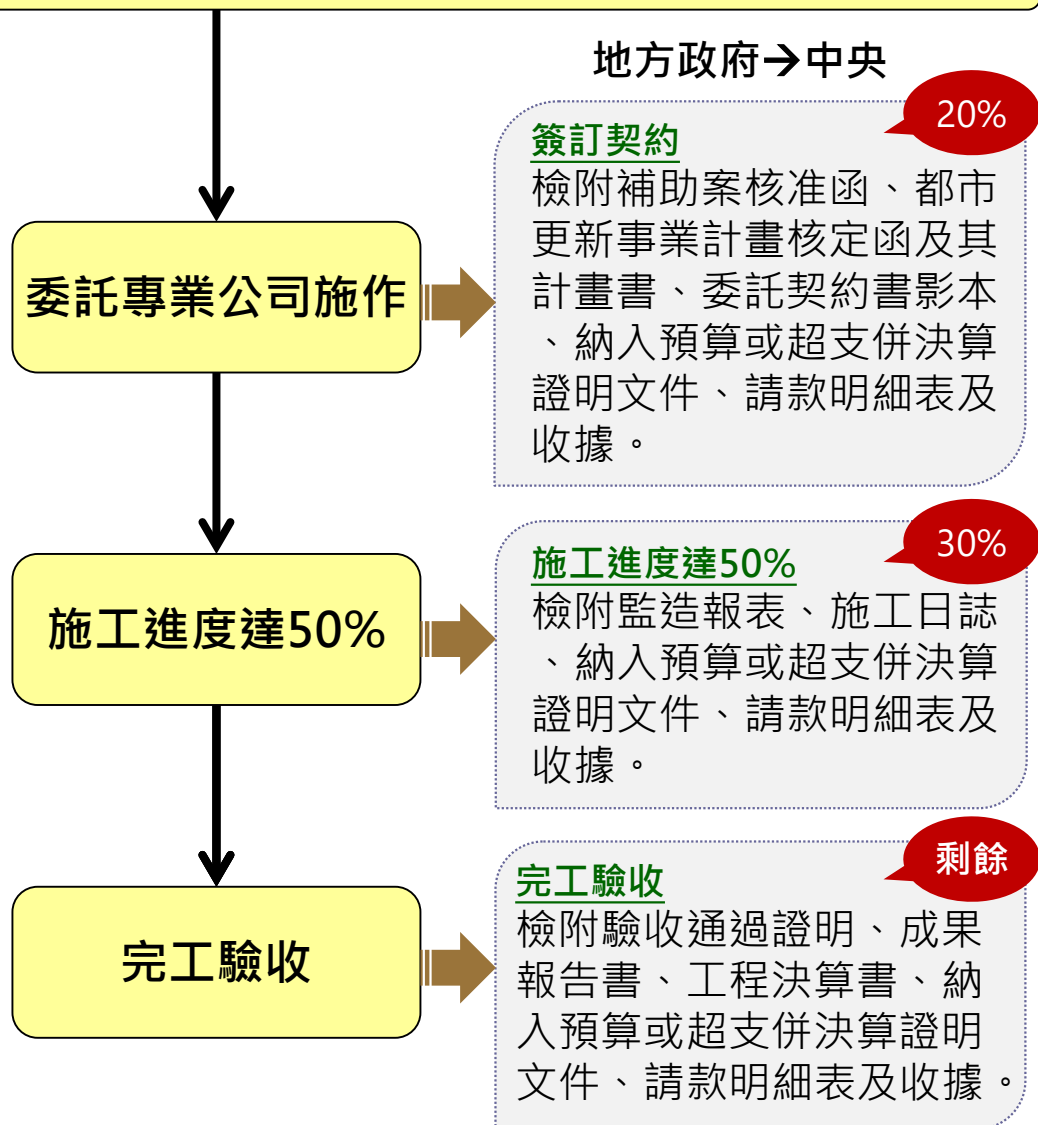 地方政府→中央
20%
簽訂契約
檢附補助案核准函、都市
更新事業計畫核定函及其
計畫書、委託契約書影本
、納入預算或超支併決算
證明文件、請款明細表及
收據。
委託專業公司施作
30%
施工進度達50%
檢附監造報表、施工日誌
、納入預算或超支併決算
證明文件、請款明細表及
收據。
施工進度達50%
剩餘
完工驗收
檢附驗收通過證明、成果
報告書、工程決算書、納
入預算或超支併決算證明
文件、請款明細表及收據。
完工驗收